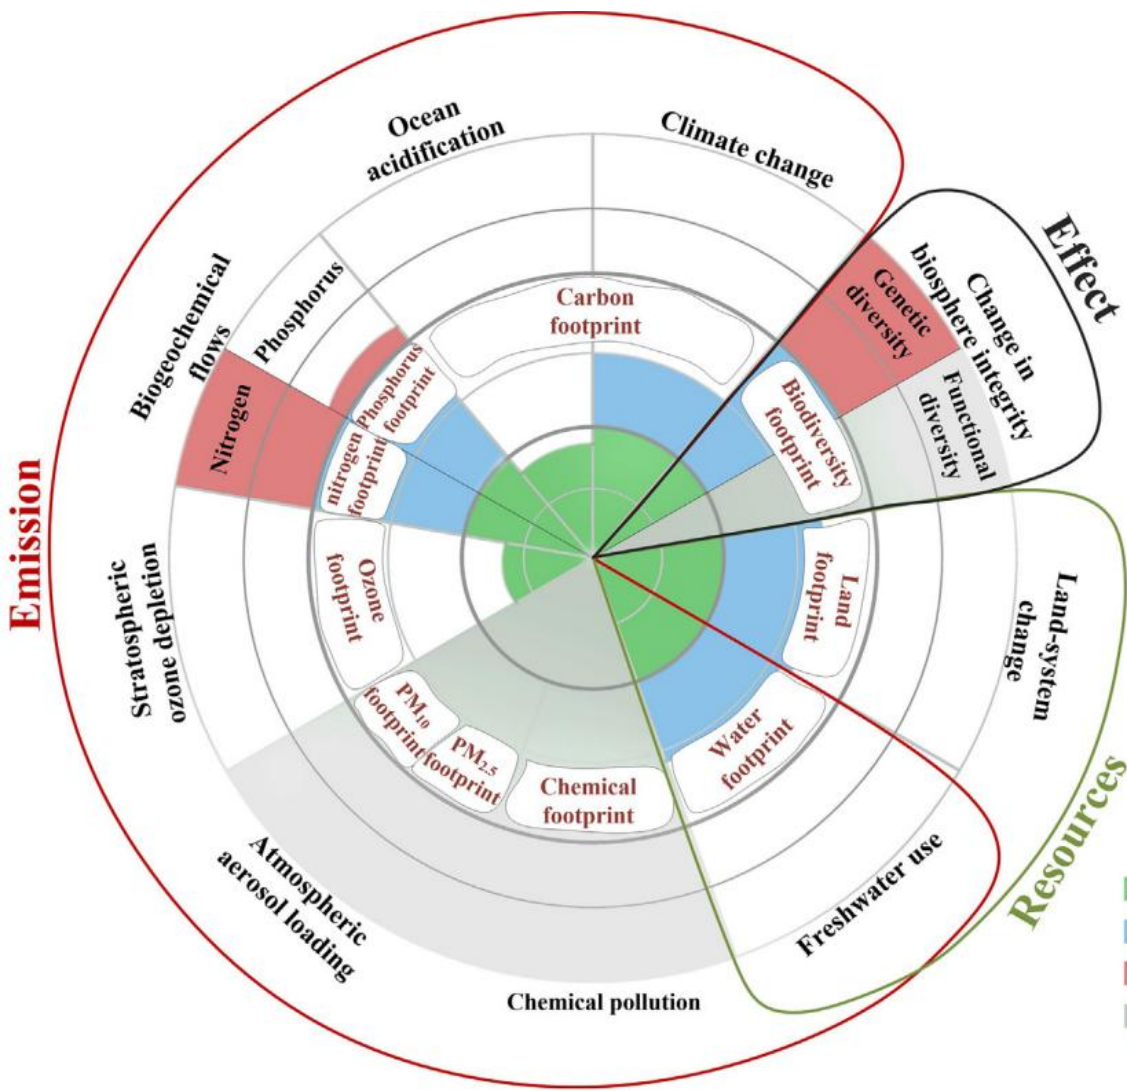 Ocean
acidification
Climate change
Effect
Change in
biosphere integrity
Genetic
diversity
Functional
diversity
Biogeochemical
flows
Phosphorus
Nitrogen
Carbon
footprint
Phosphorus
footprint
nitrogen
footprint
Biodiversity
footprint
Emission
Ozone
footprint
Land
footprint
Land-system
change
Stratospheric
ozone depletion
PM10
footprint
PM2.5
footprint
Chemical
footprint
Water
footprint
Resources
Freshwater use
Atmospheric
aerosol loading
Chemical pollution